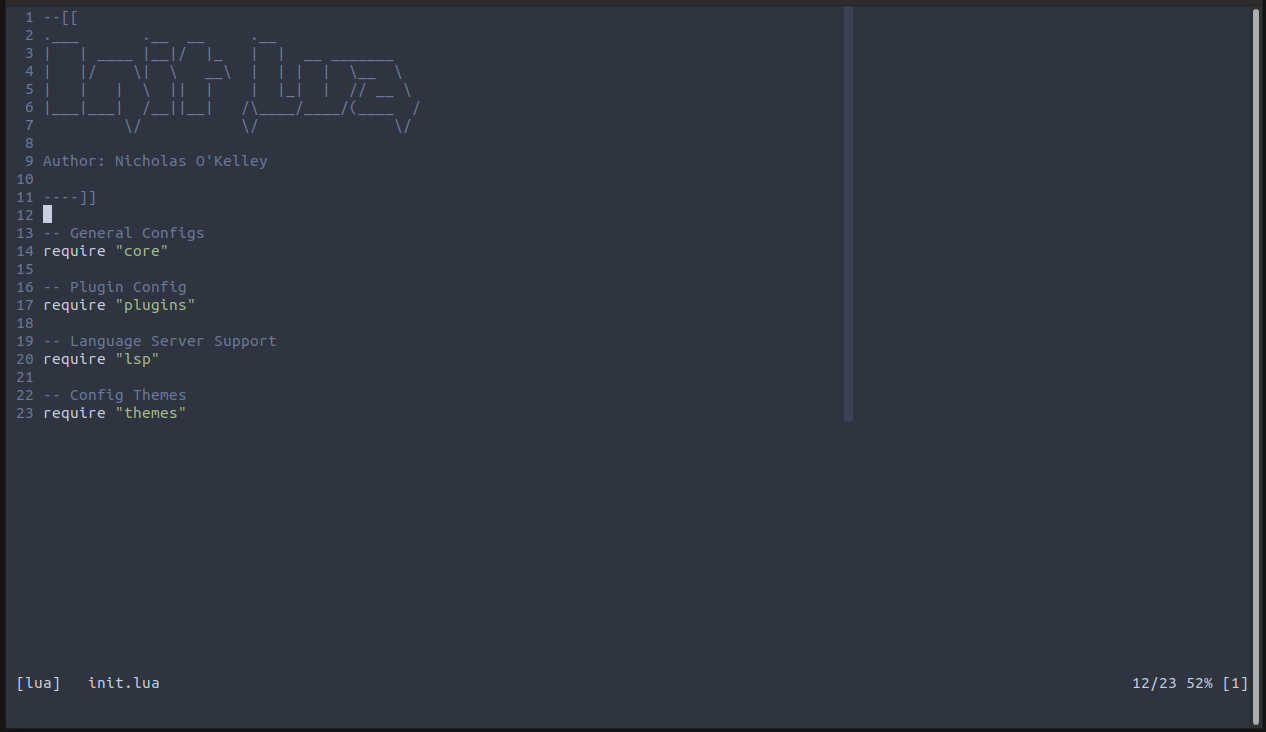 1 --[[
2 .___       .__  __     .__
3 |   | ____ |__|/  |_   |  |  __ _______
4 |   |/    \|  \   __\  |  | |  |  \__  \
5 |   |   |  \  ||  |    |  |_|  |  // __ \
6 |___|___|  /__||__|   /\____/____/(____  /
7          \/           \/               \/
8
9 Author: Nicholas O'Kelley
10
11 ----]]
12
13 -- General Configs
14 require "core"
15
16 -- Plugin Config
17 require "plugins"
18
19 -- Language Server Support
20 require "lsp"
21
22 -- Config Themes
23 require "themes"
[lua]   init.lua   12/23 52% [1]